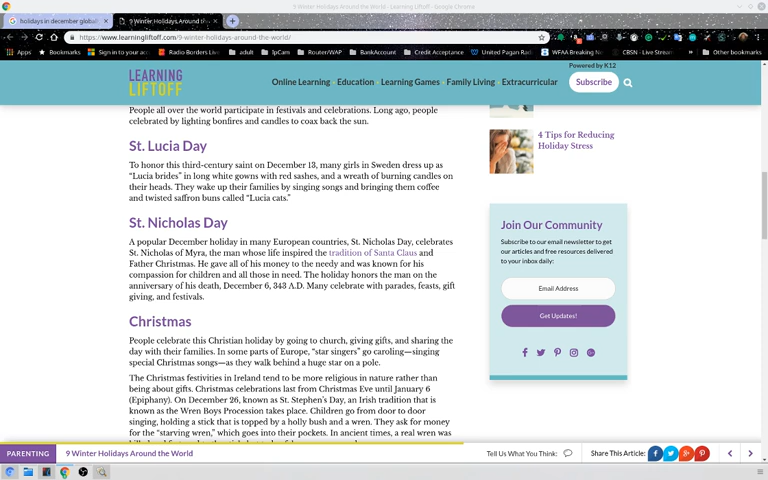 9 Winter Holidays Around the World - Learning Liftoff - Google Chrome
holidays in december global
9 Winter Holidays Around th
https://www.learningliftoff.com/9-winter-holidays-around-the-world/
Apps Bookmarks Sign in to your ac Radio Borders Live adult IpCam Router/WAP BankAccount Credit Acceptance United Pagan Rad WFAA Breaking Ne CBSN - Live Stream » Other bookmarks
LEARNING
LIFTOFF
Powered by K12
Online Learning Education Learning Games Family Living Extracurricular Subscribe
People all over the world participate in festivals and celebrations. Long ago, people
celebrated by lighting bonfires and candles to coax back the sun.
St. Lucia Day
To honor this third-century saint on December 13, many girls in Sweden dress up as
“Lucia brides” in long white gowns with red sashes, and a wreath of burning candles on
their heads. They wake up their families by singing songs and bringing them coffee
and twisted saffron buns called “Lucia cats.”
St. Nicholas Day
A popular December holiday in many European countries, St. Nicholas Day, celebrates
St. Nicholas of Myra, the man whose life inspired the tradition of Santa Claus and
Father Christmas. He gave all of his money to the needy and was known for his
compassion for children and all those in need. The holiday honors the man on the
anniversary of his death, December 6, 343 A.D. Many celebrate with parades, feasts, gift
giving, and festivals.
Christmas
People celebrate this Christian holiday by going to church, giving gifts, and sharing the
day with their families. In some parts of Europe, “star singers” go caroling—singing
special Christmas songs—as they walk behind a huge star on a pole.
The Christmas festivities in Ireland tend to be more religious in nature rather than
being about gifts. Christmas celebrations last from Christmas Eve until January 6
(Epiphany). On December 26, known as St. Stephen’s Day, an Irish tradition that is
known as the Wren Boys Procession takes place. Children go from door to door
singing, holding a stick that is topped by a holly bush and a wren. They ask for money
for the “starving wren,” which goes into their pockets. In ancient times, a real wren was
4 Tips for Reducing
Holiday Stress
Join Our Community
Subscribe to our email newsletter to get
our articles and free resources delivered
to your inbox daily:
Email Address
Get Updates!
PARENTING 9 Winter Holidays Around the World Tell Us What You Think: Share This Article: